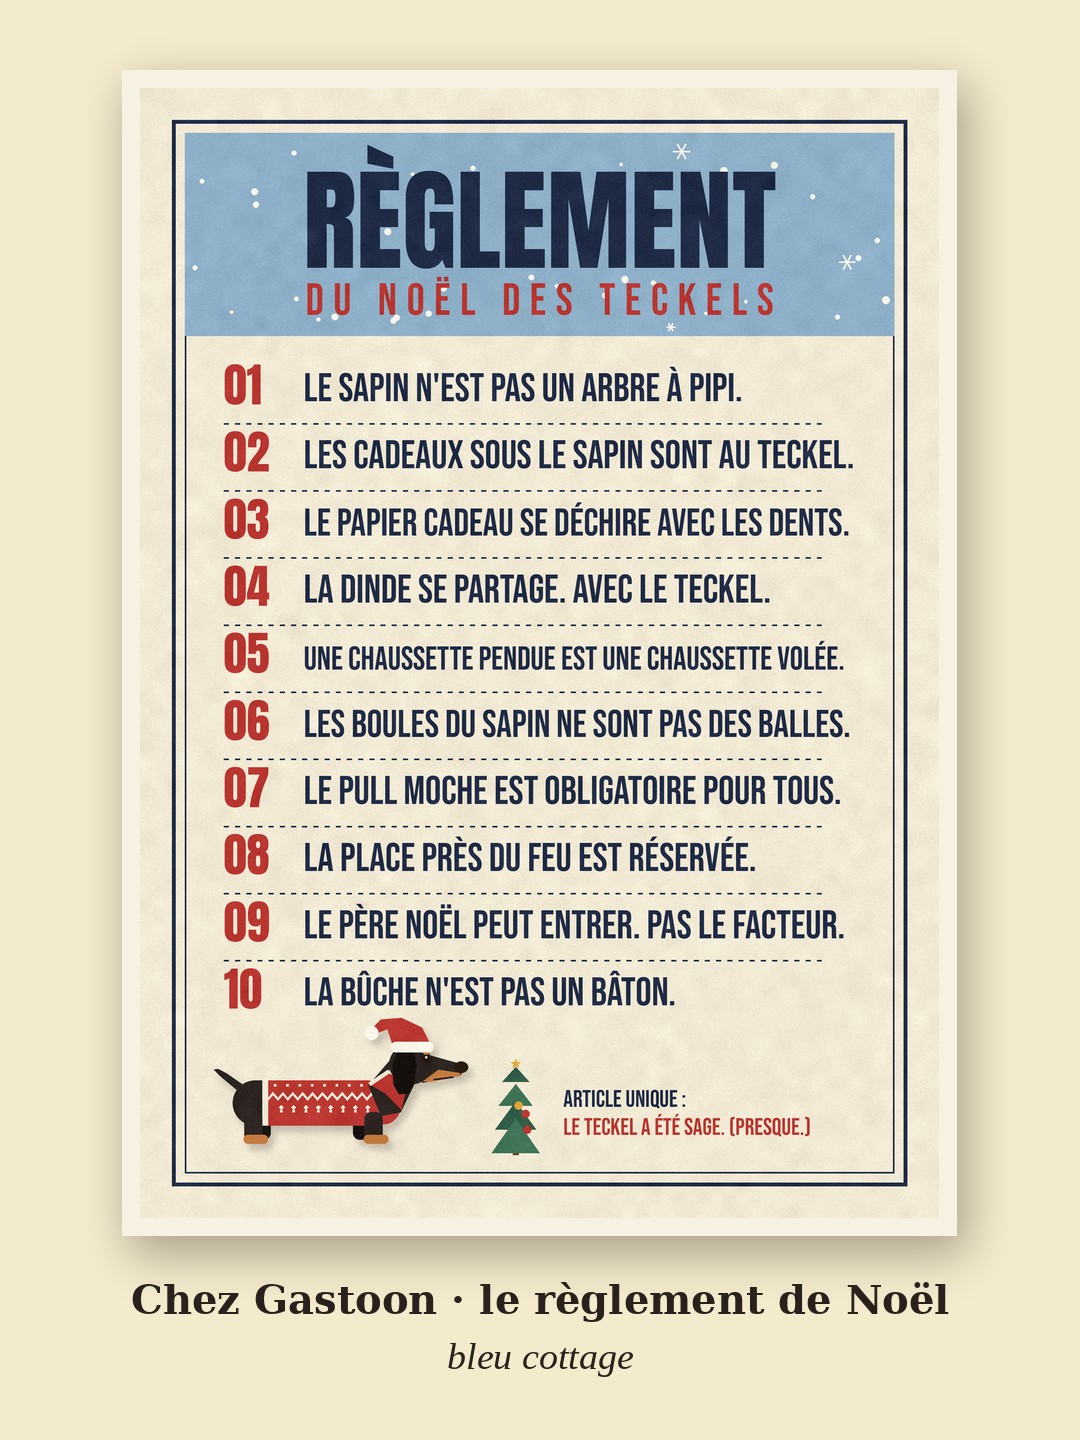 RÈGLEMENT
DU NOËL DES TECKELS
01 LE SAPIN N'EST PAS UN ARBRE À PIPI.
02 LES CADEAUX SOUS LE SAPIN SONT AU TECKEL.
03 LE PAPIER CADEAU SE DÉCHIRE AVEC LES DENTS.
04 LA DINDE SE PARTAGE. AVEC LE TECKEL.
05 UNE CHAUSSETTE PENDUE EST UNE CHAUSSETTE VOLÉE.
06 LES BOULES DU SAPIN NE SONT PAS DES BALLES.
07 LE PULL MOCHE EST OBLIGATOIRE POUR TOUS.
08 LA PLACE PRÈS DU FEU EST RÉSERVÉE.
09 LE PÈRE NOËL PEUT ENTRER. PAS LE FACTEUR.
10 LA BÛCHE N'EST PAS UN BÂTON.
ARTICLE UNIQUE :
LE TECKEL A ÉTÉ SAGE. (PRESQUE.)
Chez Gastoon · le règlement de Noël
bleu cottage